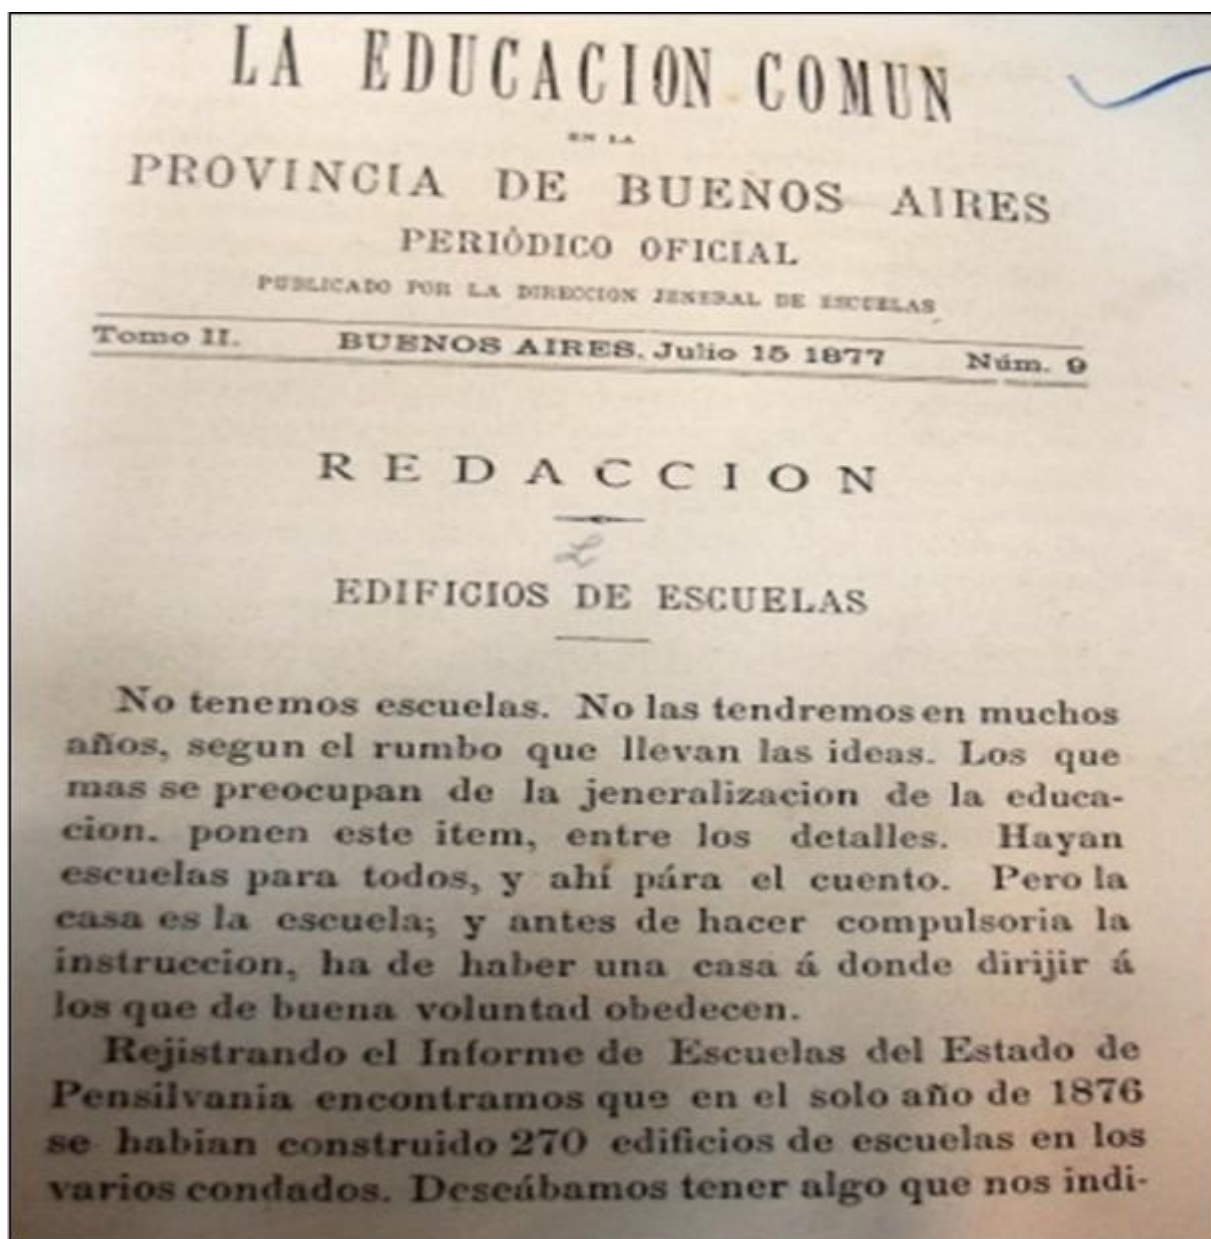 LA EDUCACION COMUN
EN LA
PROVINCIA DE BUENOS AIRES
PERIÓDICO OFICIAL
PUBLICADO POR LA DIRECCION JENERAL DE ESCUELAS
Tomo II. BUENOS AIRES, Julio 15 1877 Núm. 9
REDACCION
EDIFICIOS DE ESCUELAS
No tenemos escuelas. No las tendremos en muchos
años, segun el rumbo que llevan las ideas. Los que
mas se preocupan de la jeneralizacion de la educa-
cion. ponen este item, entre los detalles. Hayan
escuelas para todos, y ahí pára el cuento. Pero la
casa es la escuela; y antes de hacer compulsoria la
instruccion, ha de haber una casa á donde dirijir á
los que de buena voluntad obedecen.
Rejistrando el Informe de Escuelas del Estado de
Pensilvania encontramos que en el solo año de 1876
se habian construido 270 edificios de escuelas en los
varios condados. Deseábamos tener algo que nos indi-